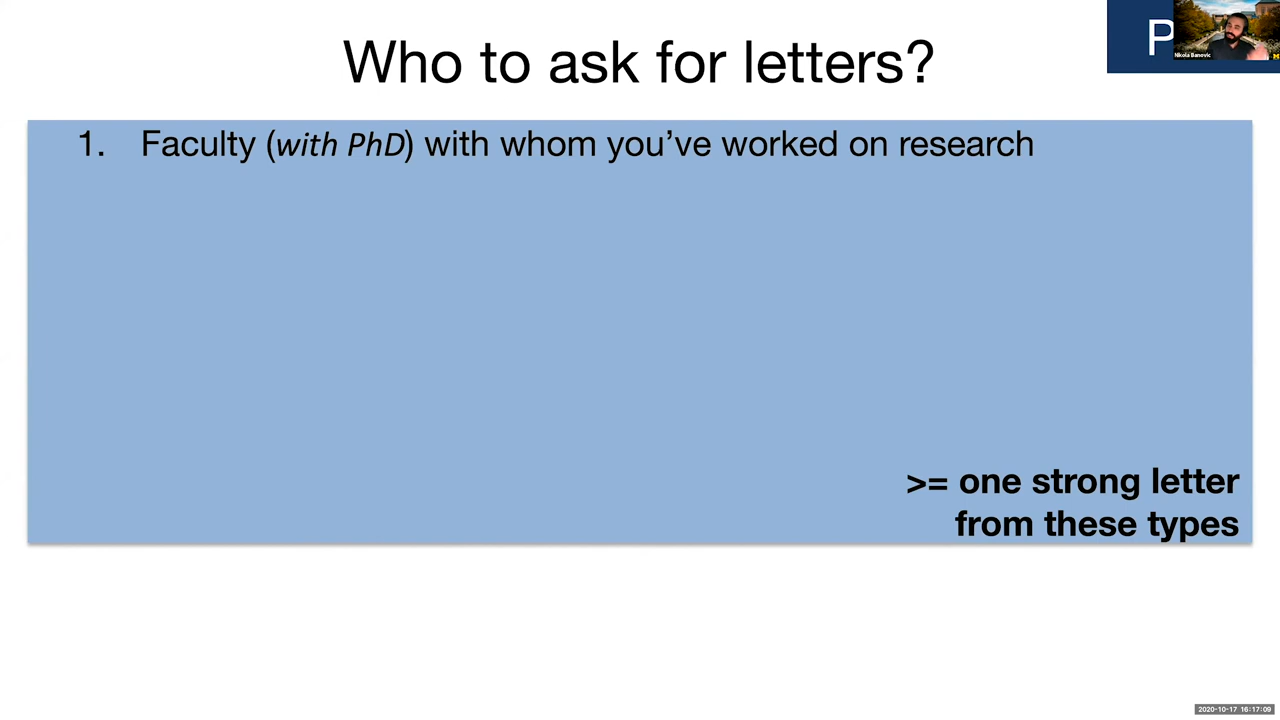 Who to ask for letters?
P
Nikola Banovic
1. Faculty (with PhD) with whom you’ve worked on research
>= one strong letter
from these types
2020-10-17 16:17:09